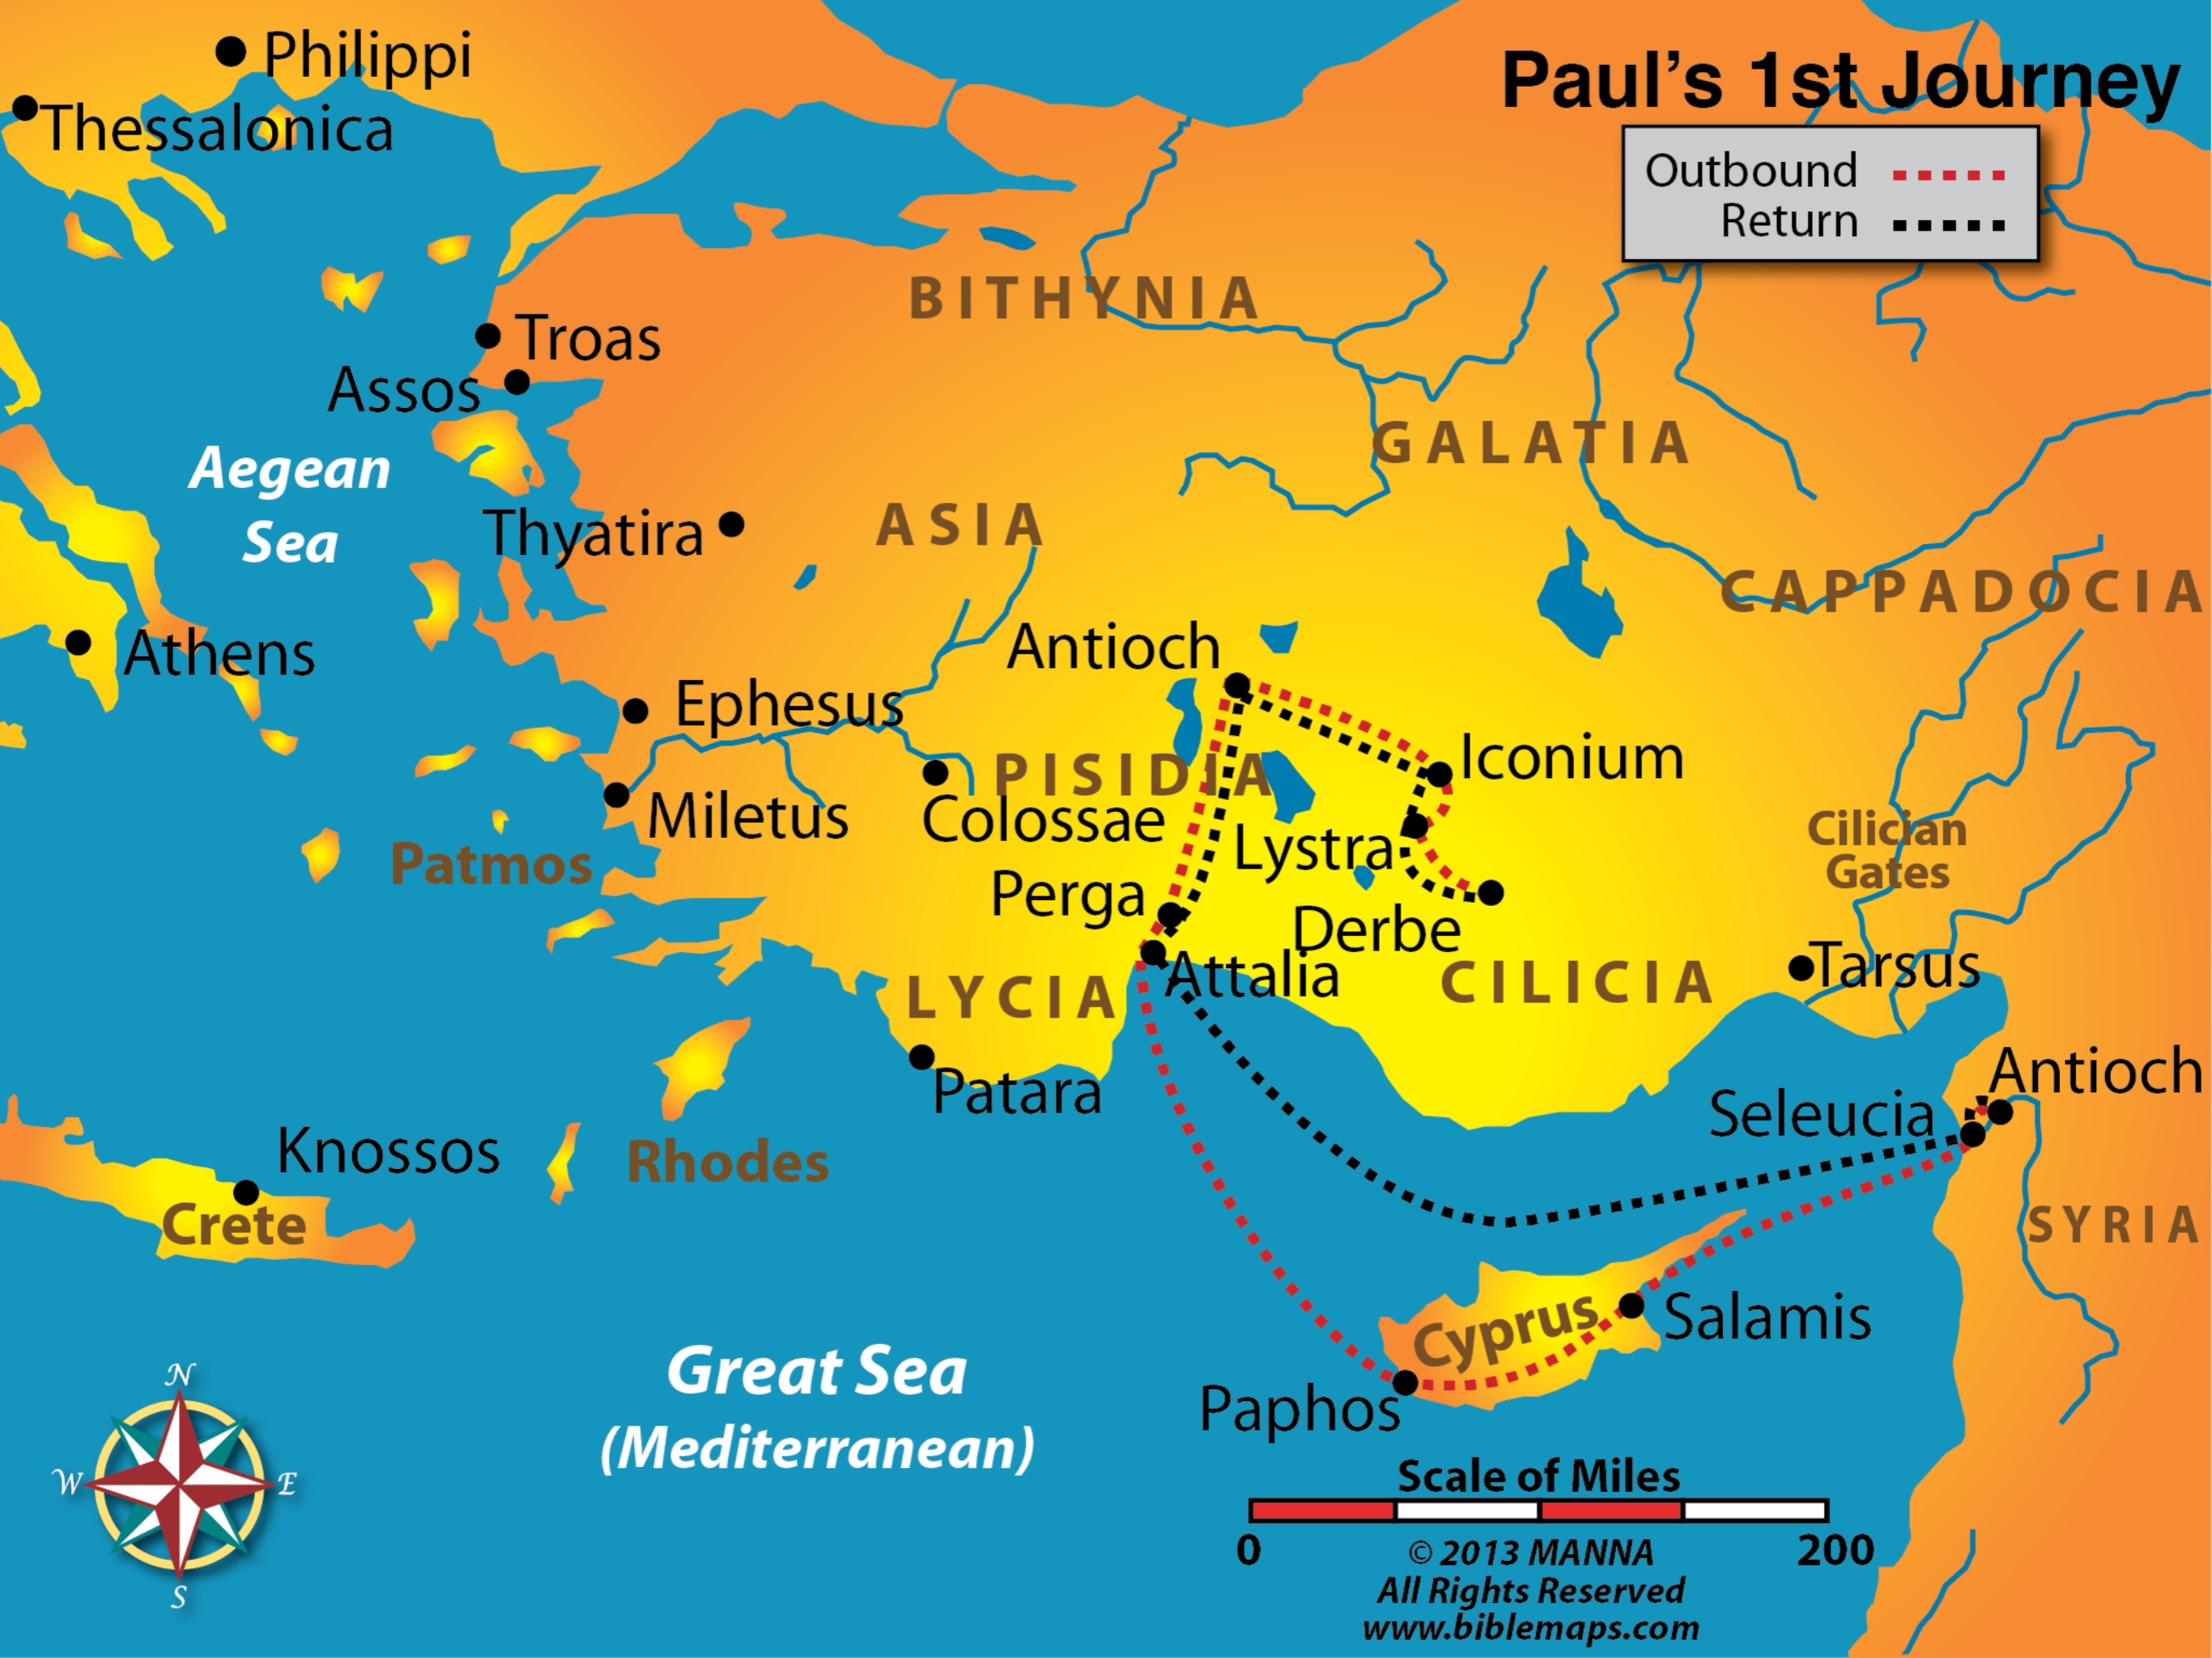 Paul's 1st Journey
Outbound
Return
Philippi
Thessalonica
BITHYNIA
Troas
Assos
GALATIA
Aegean
Sea
Thyatira
ASIA
CAPPADOCIA
Antioch
Athens
Ephesus
Iconium
PISIDIA
Colossae
Miletus
Lystra
Cilician
Gates
Patmos
Perga
Derbe
Attalia
Tarsus
LYCIA
CILICIA
Patara
Antioch
Seleucia
Knossos
Rhodes
Crete
SYRIA
Cyprus
Salamis
Paphos
Great Sea
(Mediterranean)
N
W
E
S
Scale of Miles
0
200
© 2013 MANNA
All Rights Reserved
www.biblemaps.com